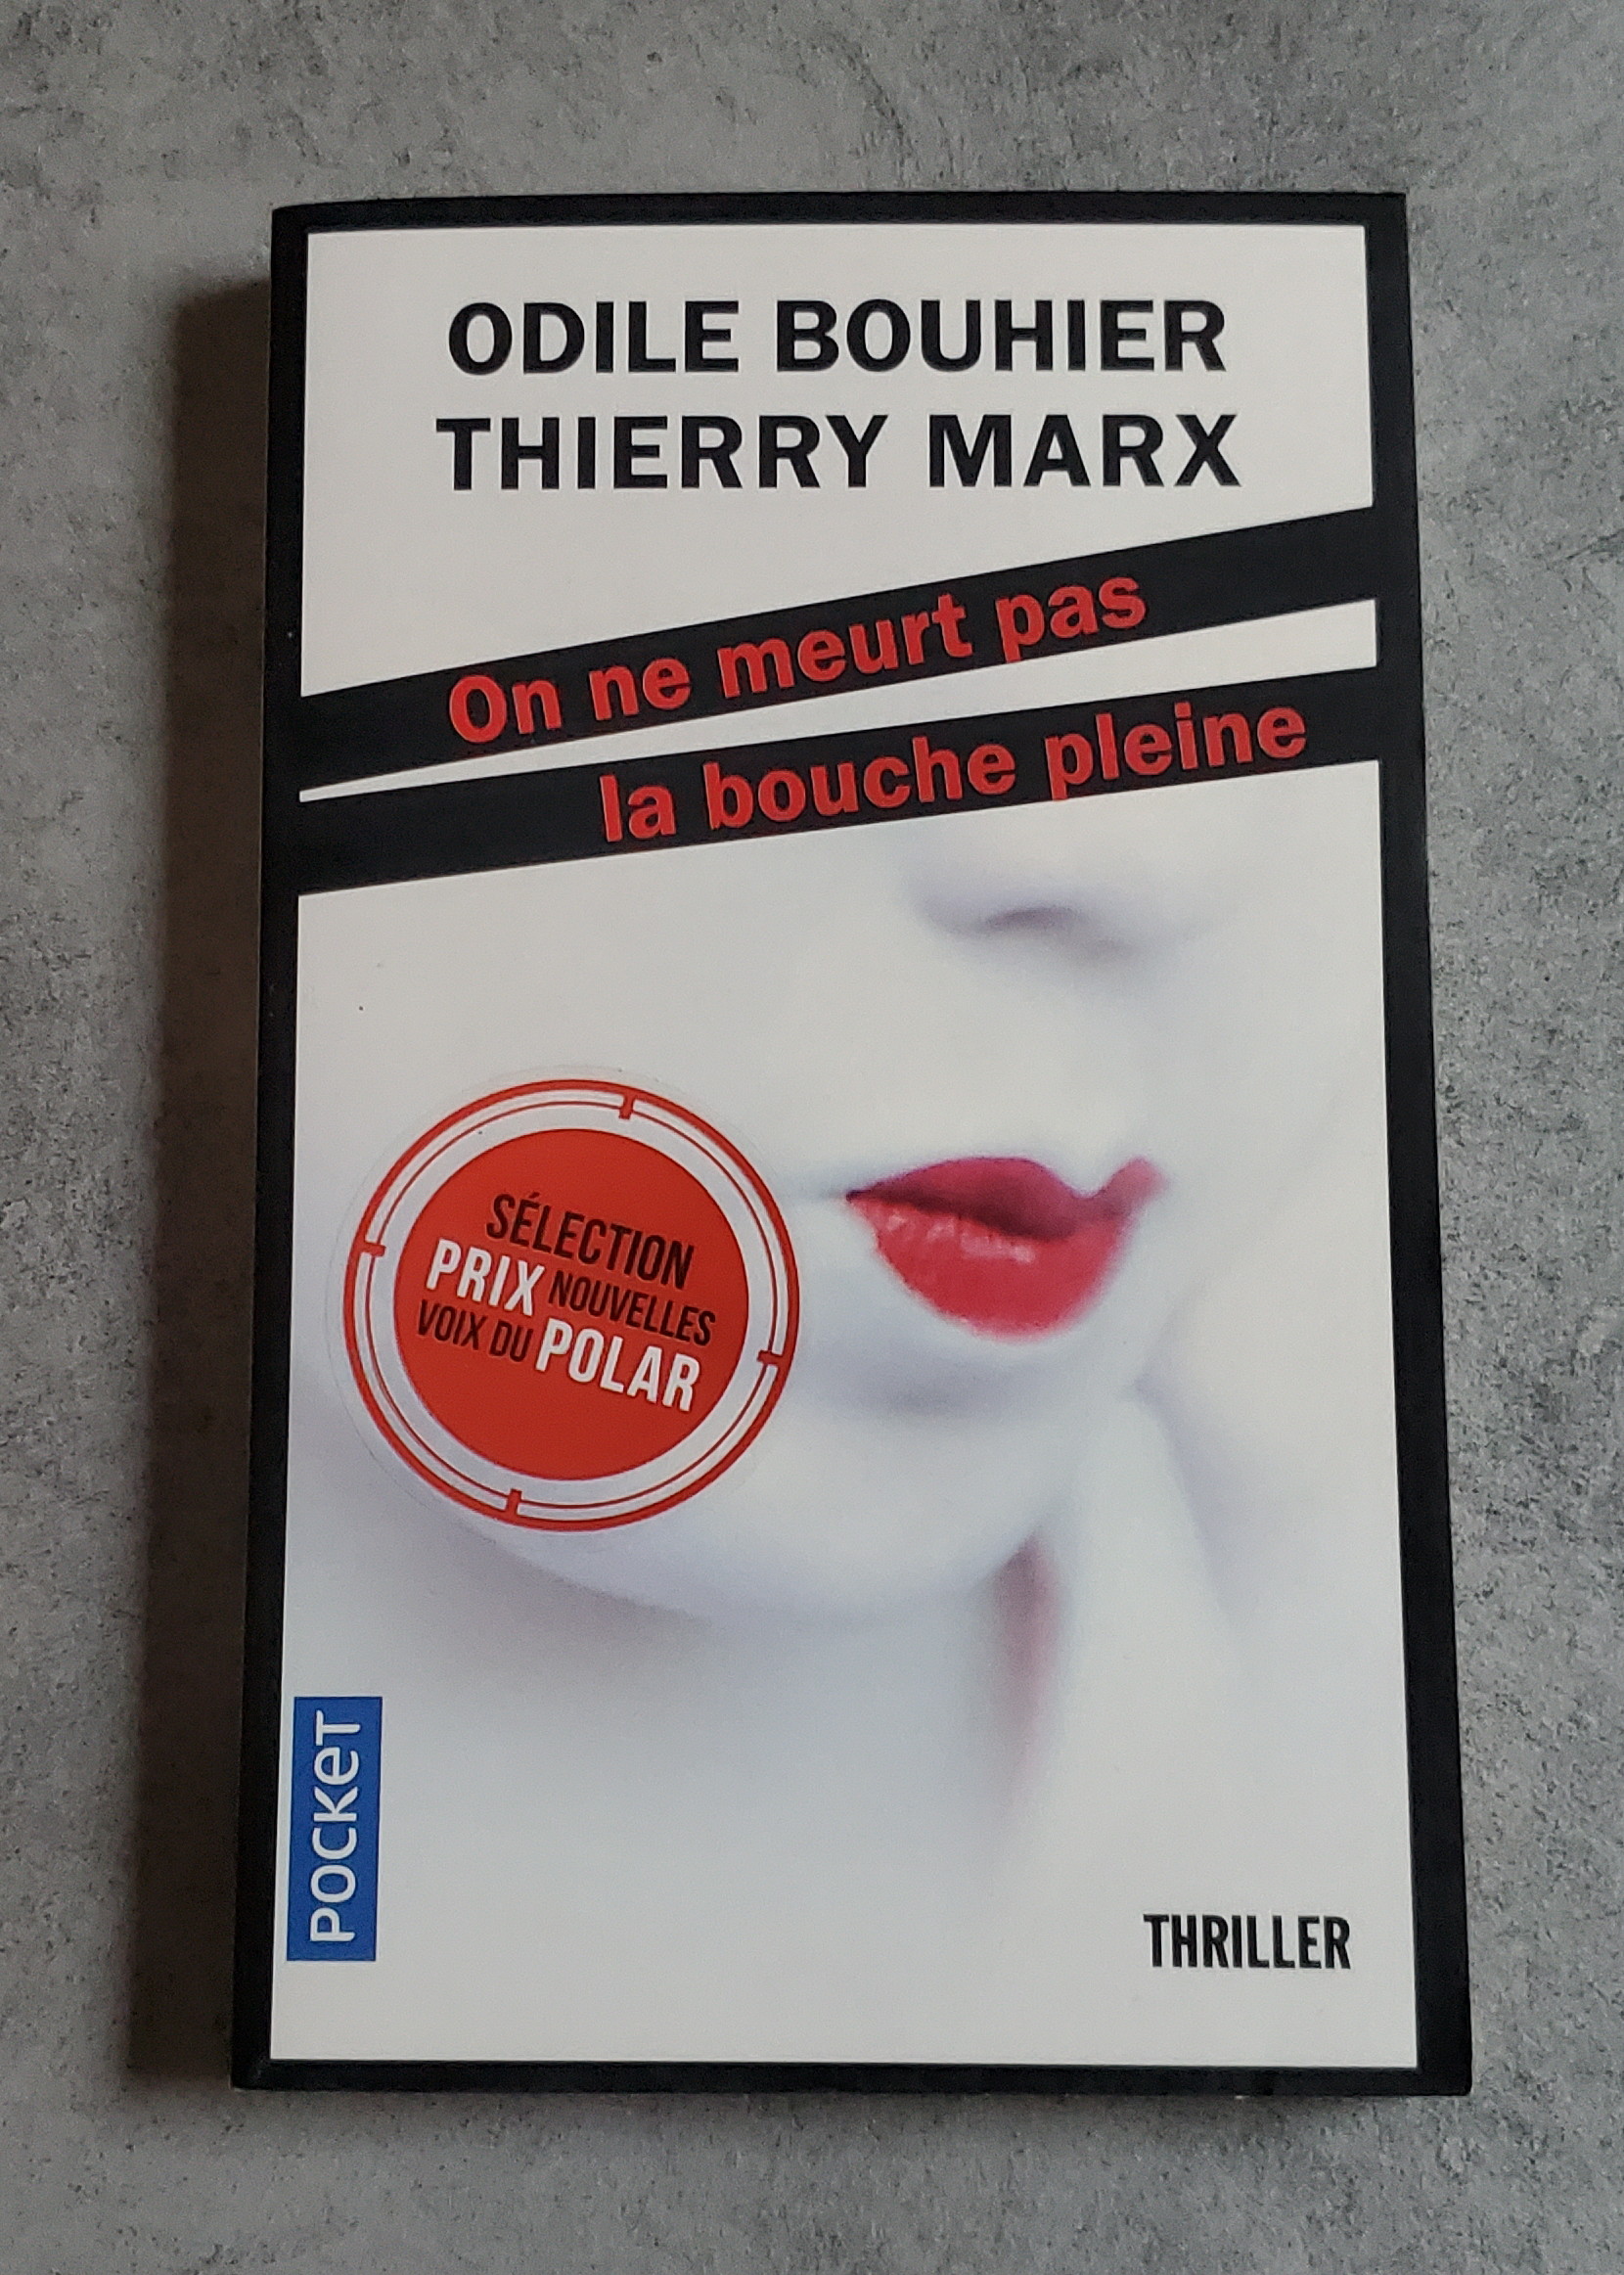 ODILE BOUHIER
THIERRY MARX
On ne meurt pas
la bouche pleine
SÉLECTION
PRIX NOUVELLES
VOIX DU POLAR
POCKET
THRILLER